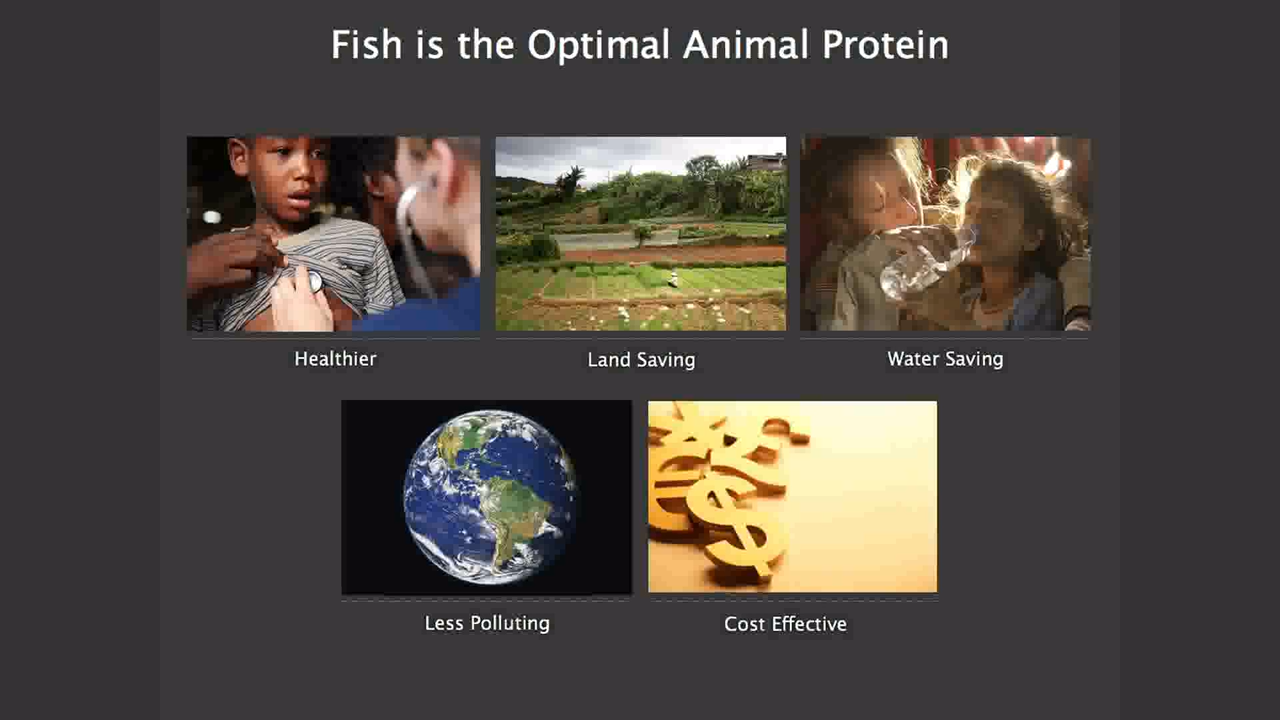 Fish is the Optimal Animal Protein
Healthier
Land Saving
Water Saving
Less Polluting
Cost Effective